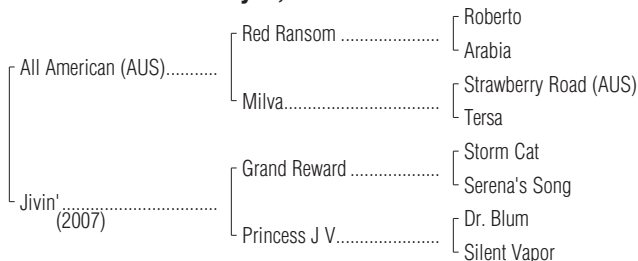 Roberto
Red Ransom ..................
Arabia
All American (AUS)...........
Strawberry Road (AUS)
Milva................................
Tersa
Storm Cat
Grand Reward ................
Serena's Song
Jivin' ................................
(2007)
Dr. Blum
Princess J V.....................
Silent Vapor